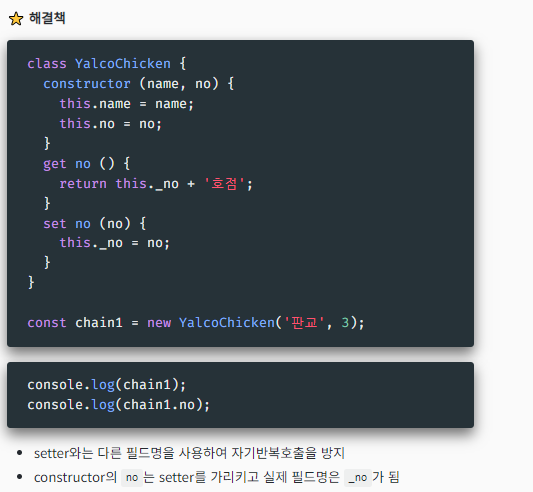 ⭐ 해결책
class YalcoChicken {
  constructor (name, no) {
    this.name = name;
    this.no = no;
  }
  get no () {
    return this._no + '호점';
  }
  set no (no) {
    this._no = no;
  }
}

const chain1 = new YalcoChicken('판교', 3);
console.log(chain1);
console.log(chain1.no);
• setter와는 다른 필드명을 사용하여 자기반복호출을 방지
• constructor의 no는 setter를 가리키고 실제 필드명은 _no가 됨